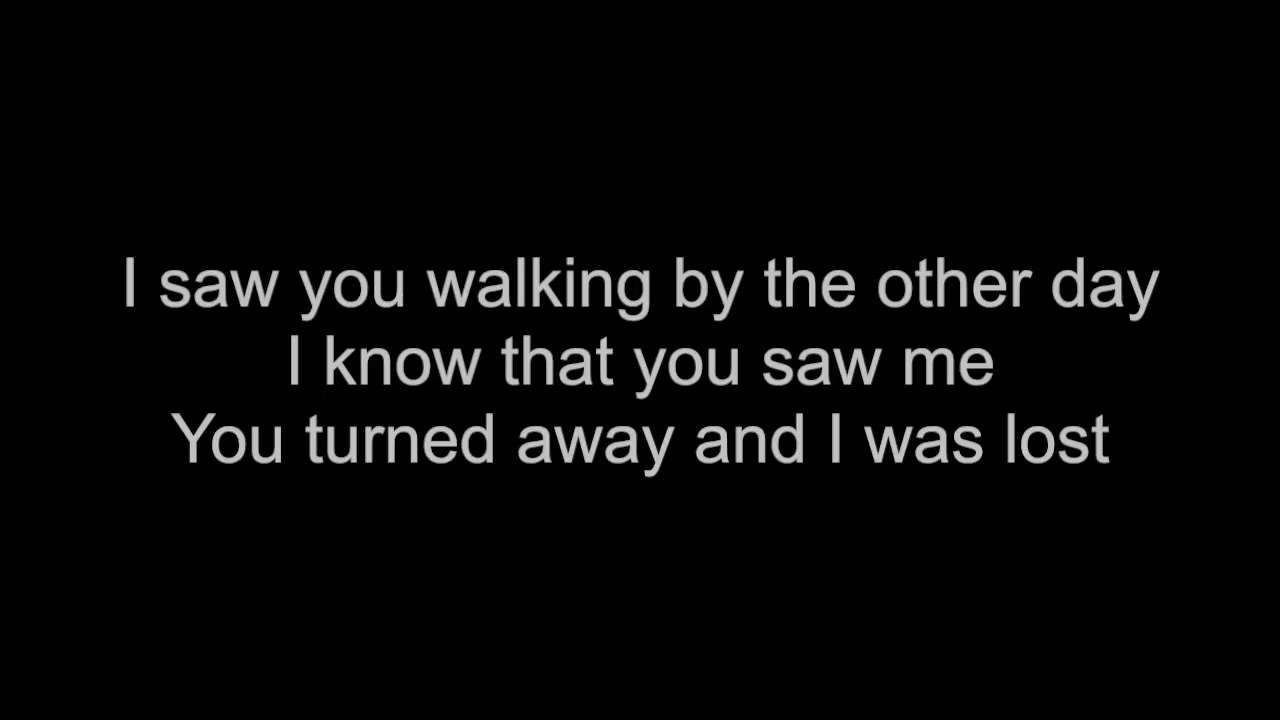 I saw you walking by the other day
I know that you saw me
You turned away and I was lost